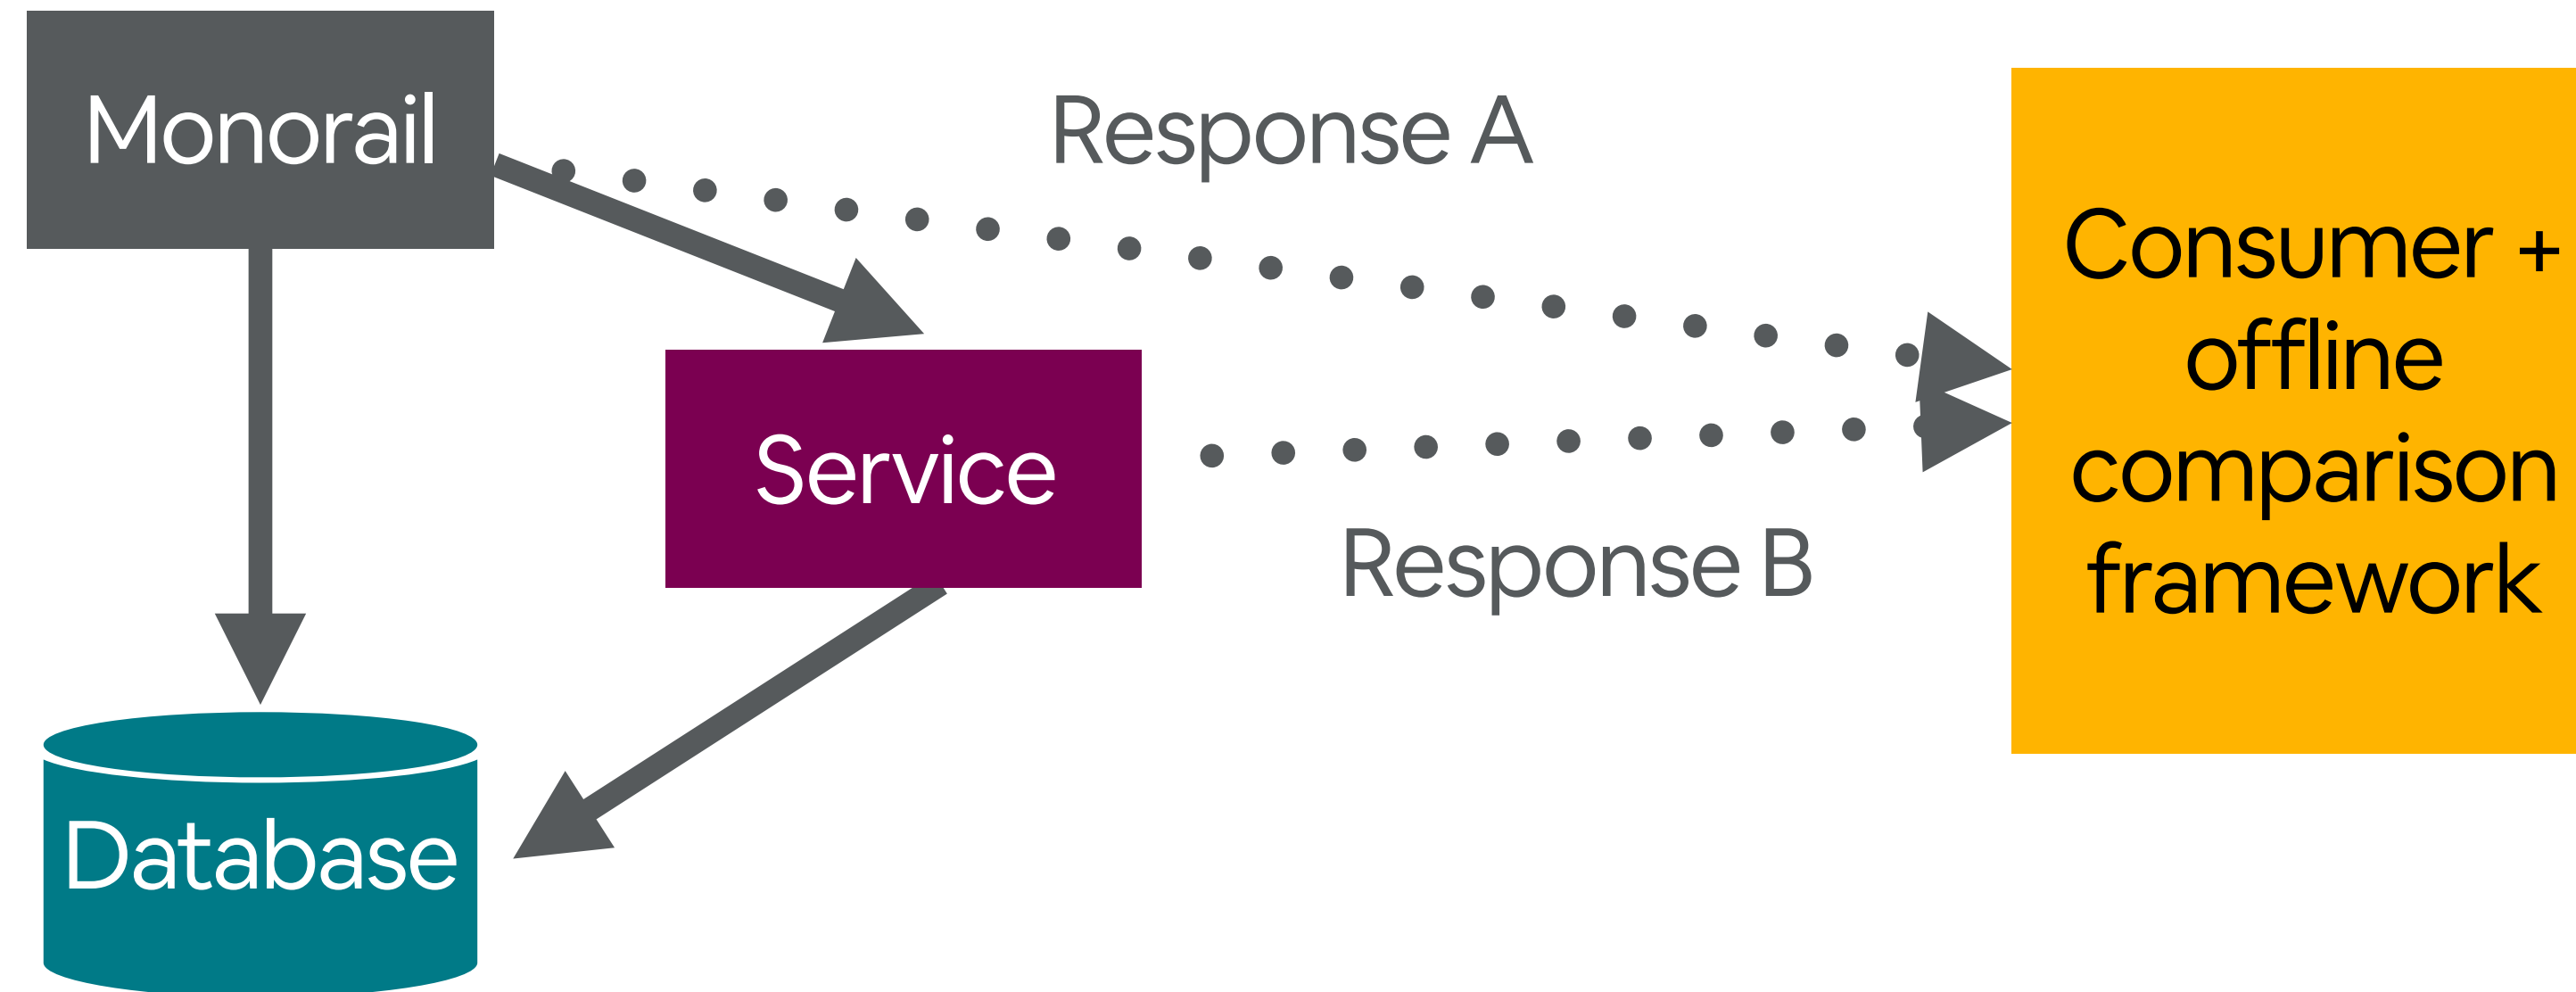 Monorail
Response A
Service
Response B
Database
Consumer +
offline
comparison
framework